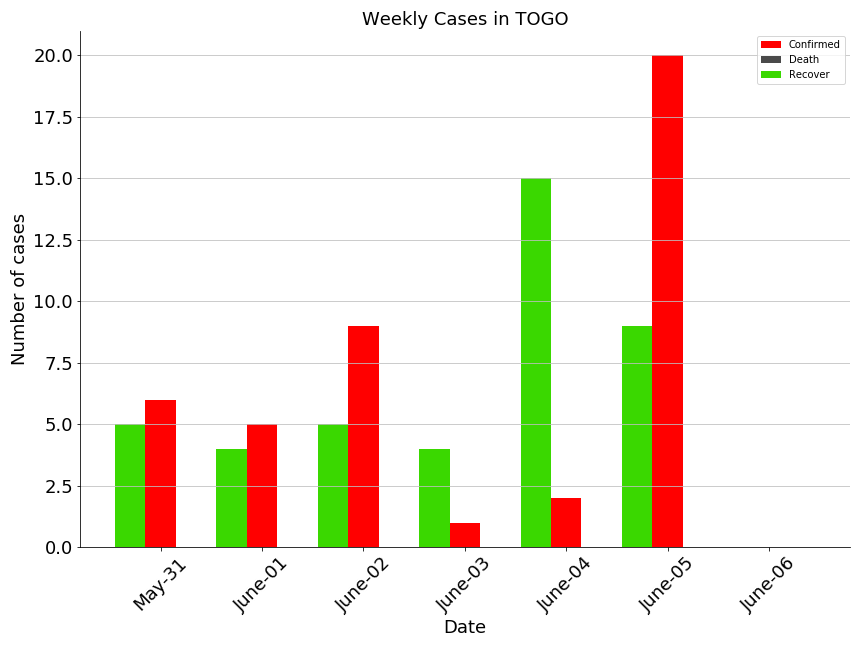 Weekly Cases in TOGO
Confirmed
Death
Recover
20.0
17.5
15.0
12.5
10.0
7.5
5.0
2.5
0.0
Number of cases
May-31
June-01
June-02
June-03
June-04
June-05
June-06
Date